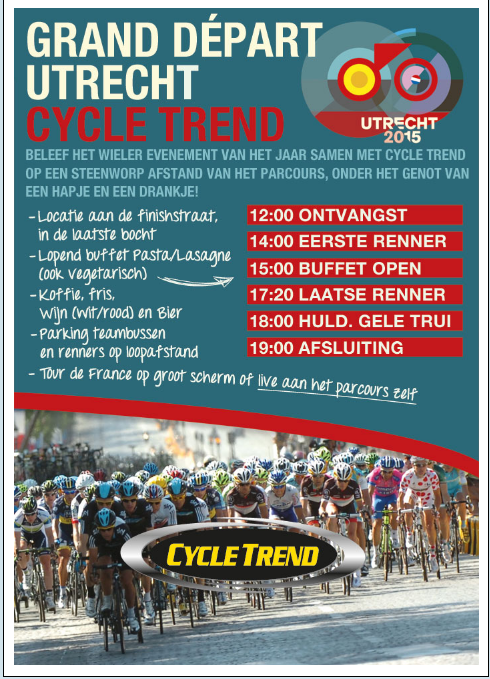 GRAND DÉPART
UTRECHT
CYCLE TREND
UTRECHT
2015
BELEEF HET WIELER EVENEMENT VAN HET JAAR SAMEN MET CYCLE TREND
OP EEN STEENWORP AFSTAND VAN HET PARCOURS, ONDER HET GENOT VAN
EEN HAPJE EN EEN DRANKJE!
- Locatie aan de finishstraat,
in de laatste bocht
- Lopend buffet Pasta/Lasagne
(ook vegetarisch)
- Koffie, fris,
Wijn (wit/rood) en Bier
- Parking teambussen
en renners op loopafstand
- Tour de France op groot scherm of live aan het parcours zelf
12:00 ONTVANGST
14:00 EERSTE RENNER
15:00 BUFFET OPEN
17:20 LAATSE RENNER
18:00 HULD. GELE TRUI
19:00 AFSLUITING
CYCLE TREND